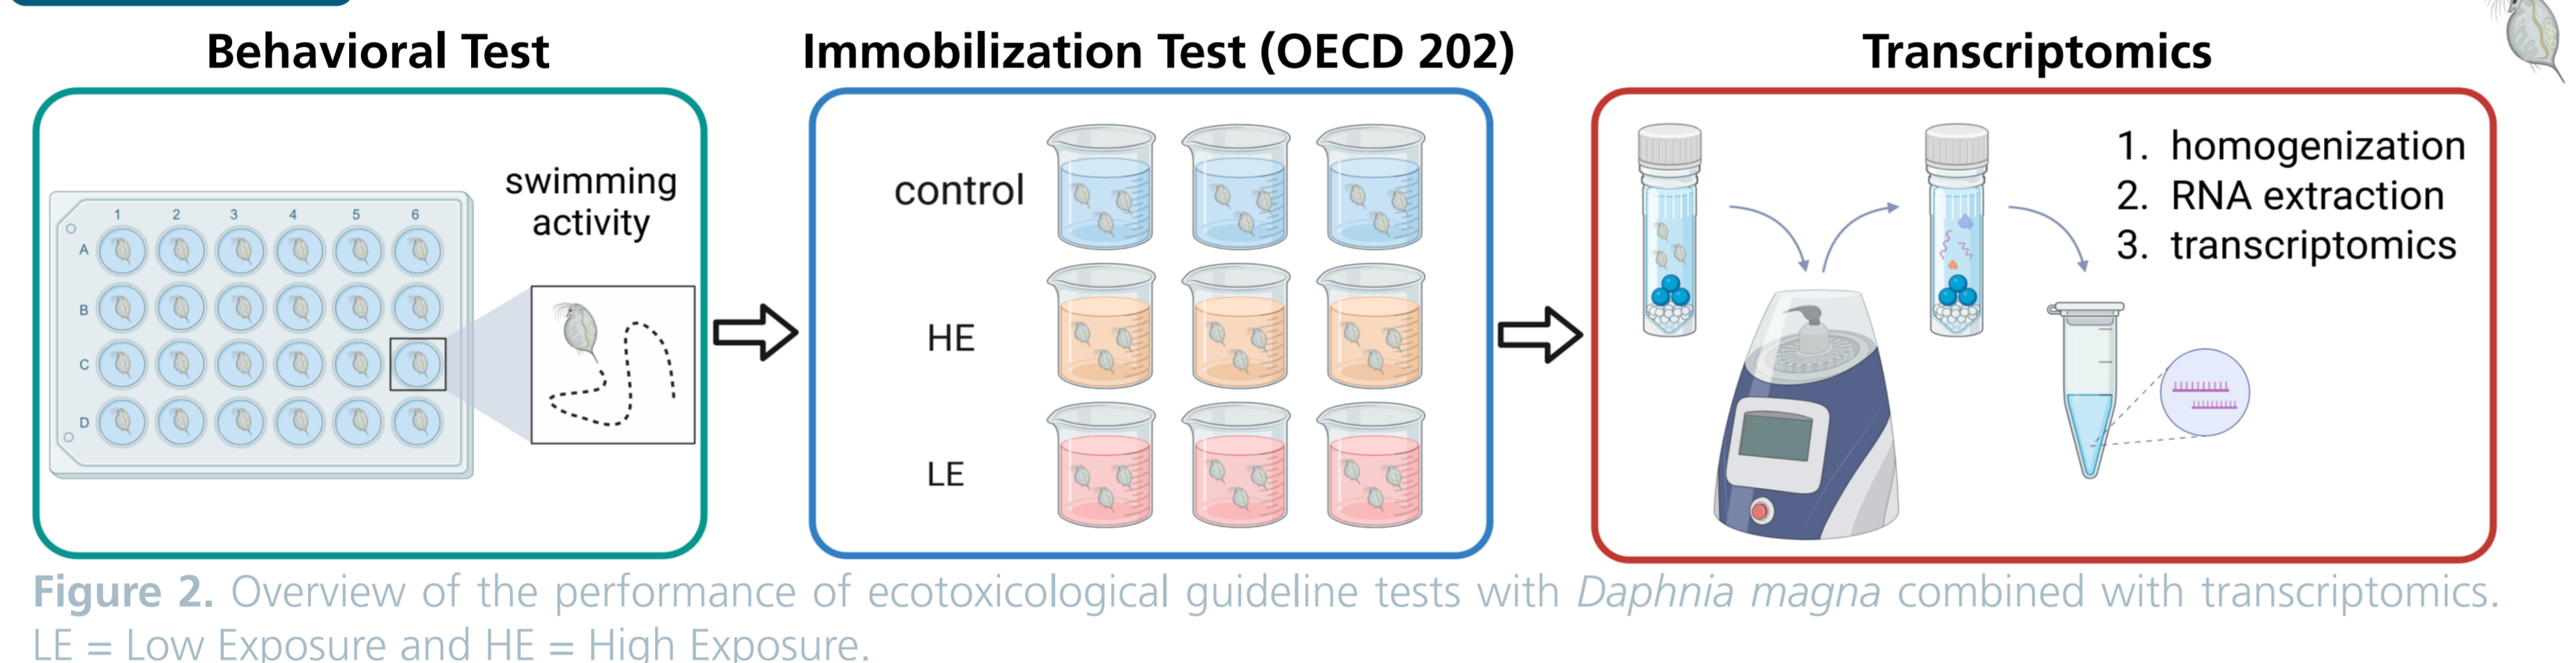 Behavioral Test
Immobilization Test (OECD 202)
Transcriptomics
swimming
activity
1 2 3 4 5 6
A
B
C
D
control
HE
LE
1. homogenization
2. RNA extraction
3. transcriptomics
Figure 2. Overview of the performance of ecotoxicological guideline tests with Daphnia magna combined with transcriptomics.
LE = Low Exposure and HE = High Exposure.